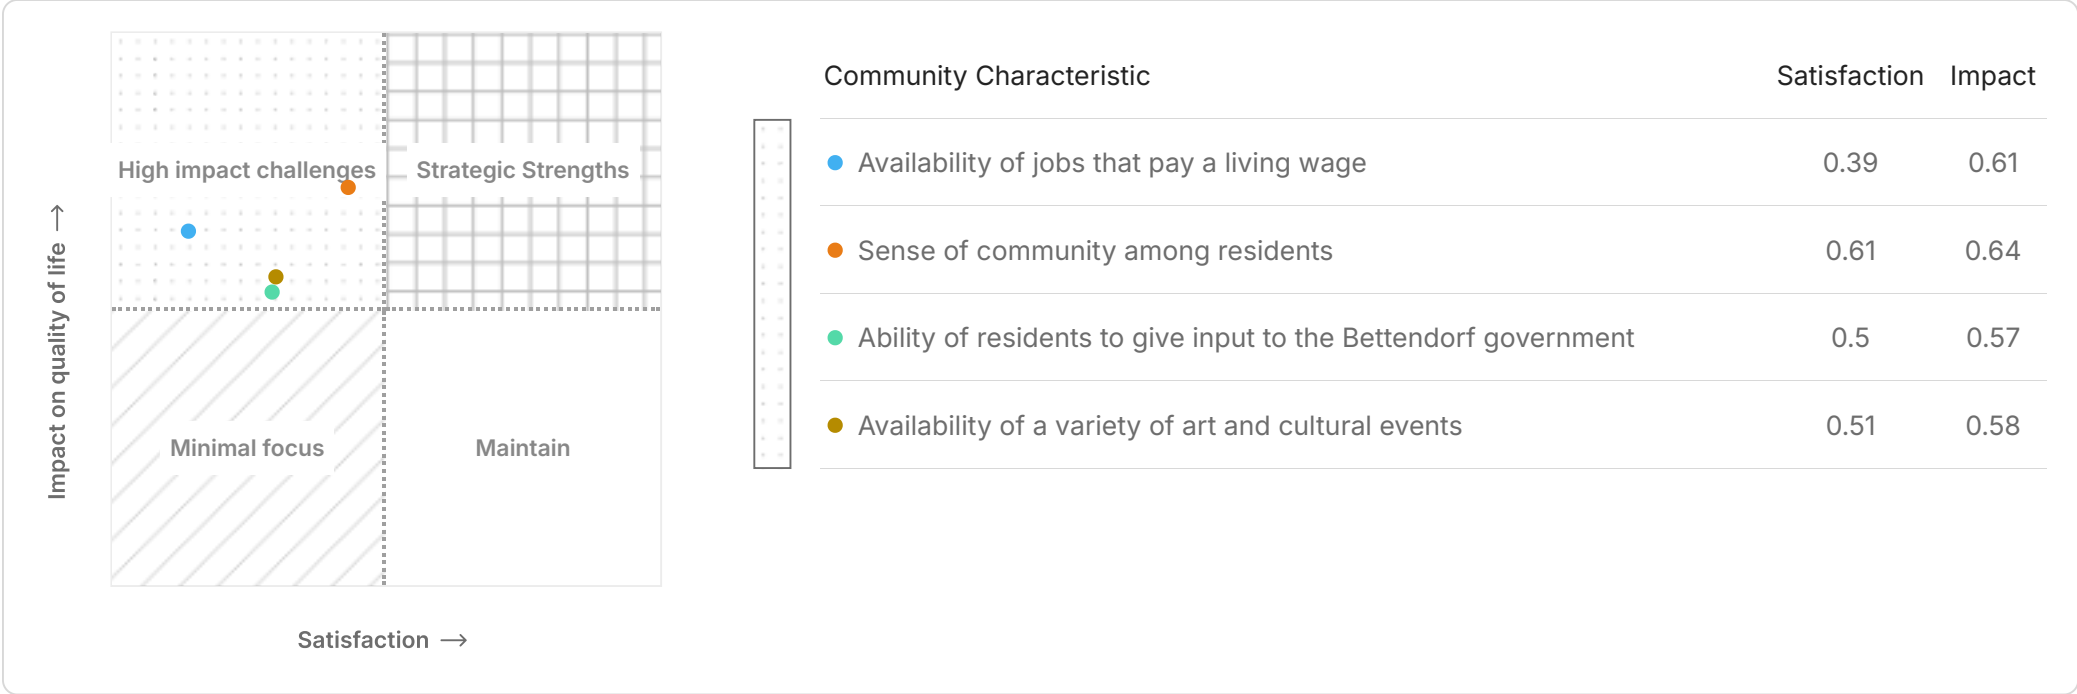 High impact challenges
Strategic Strengths
Minimal focus
Maintain
Impact on quality of life →
Satisfaction →
Community Characteristic Satisfaction Impact
Availability of jobs that pay a living wage 0.39 0.61
Sense of community among residents 0.61 0.64
Ability of residents to give input to the Bettendorf government 0.5 0.57
Availability of a variety of art and cultural events 0.51 0.58